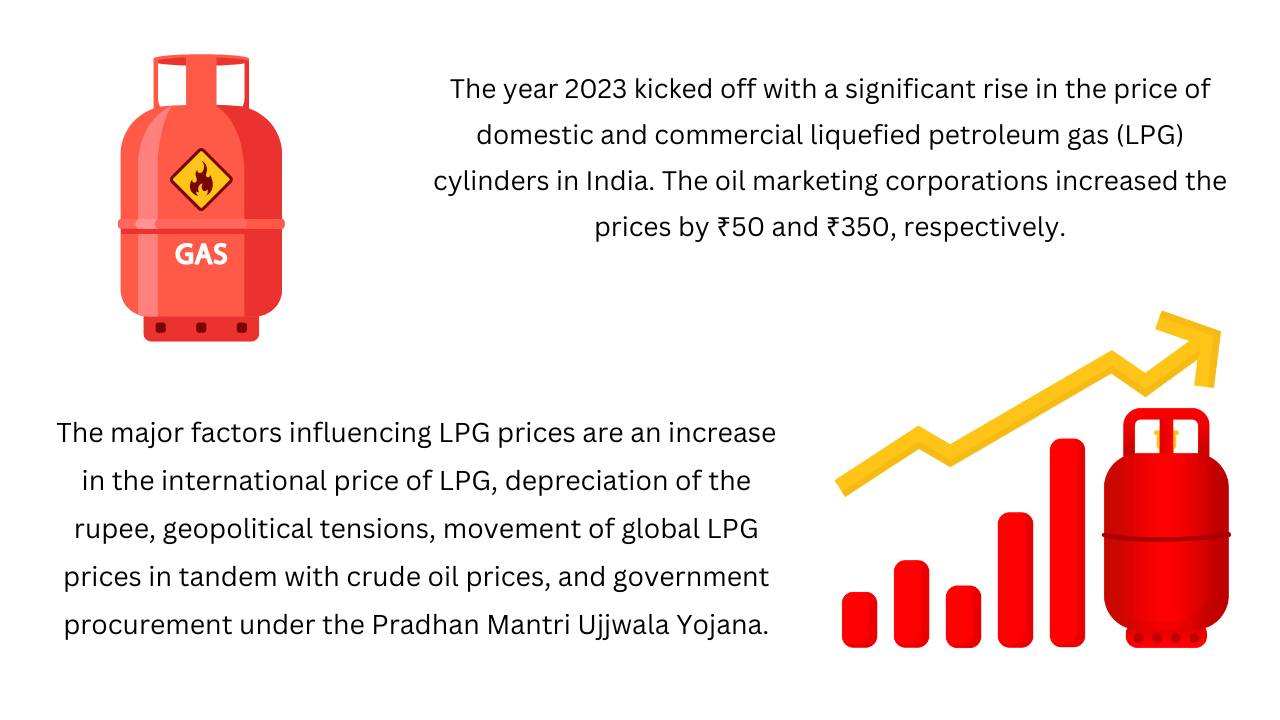 The year 2023 kicked off with a significant rise in the price of
domestic and commercial liquefied petroleum gas (LPG)
cylinders in India. The oil marketing corporations increased the
prices by ₹50 and ₹350, respectively.
GAS
The major factors influencing LPG prices are an increase
in the international price of LPG, depreciation of the
rupee, geopolitical tensions, movement of global LPG
prices in tandem with crude oil prices, and government
procurement under the Pradhan Mantri Ujjwala Yojana.